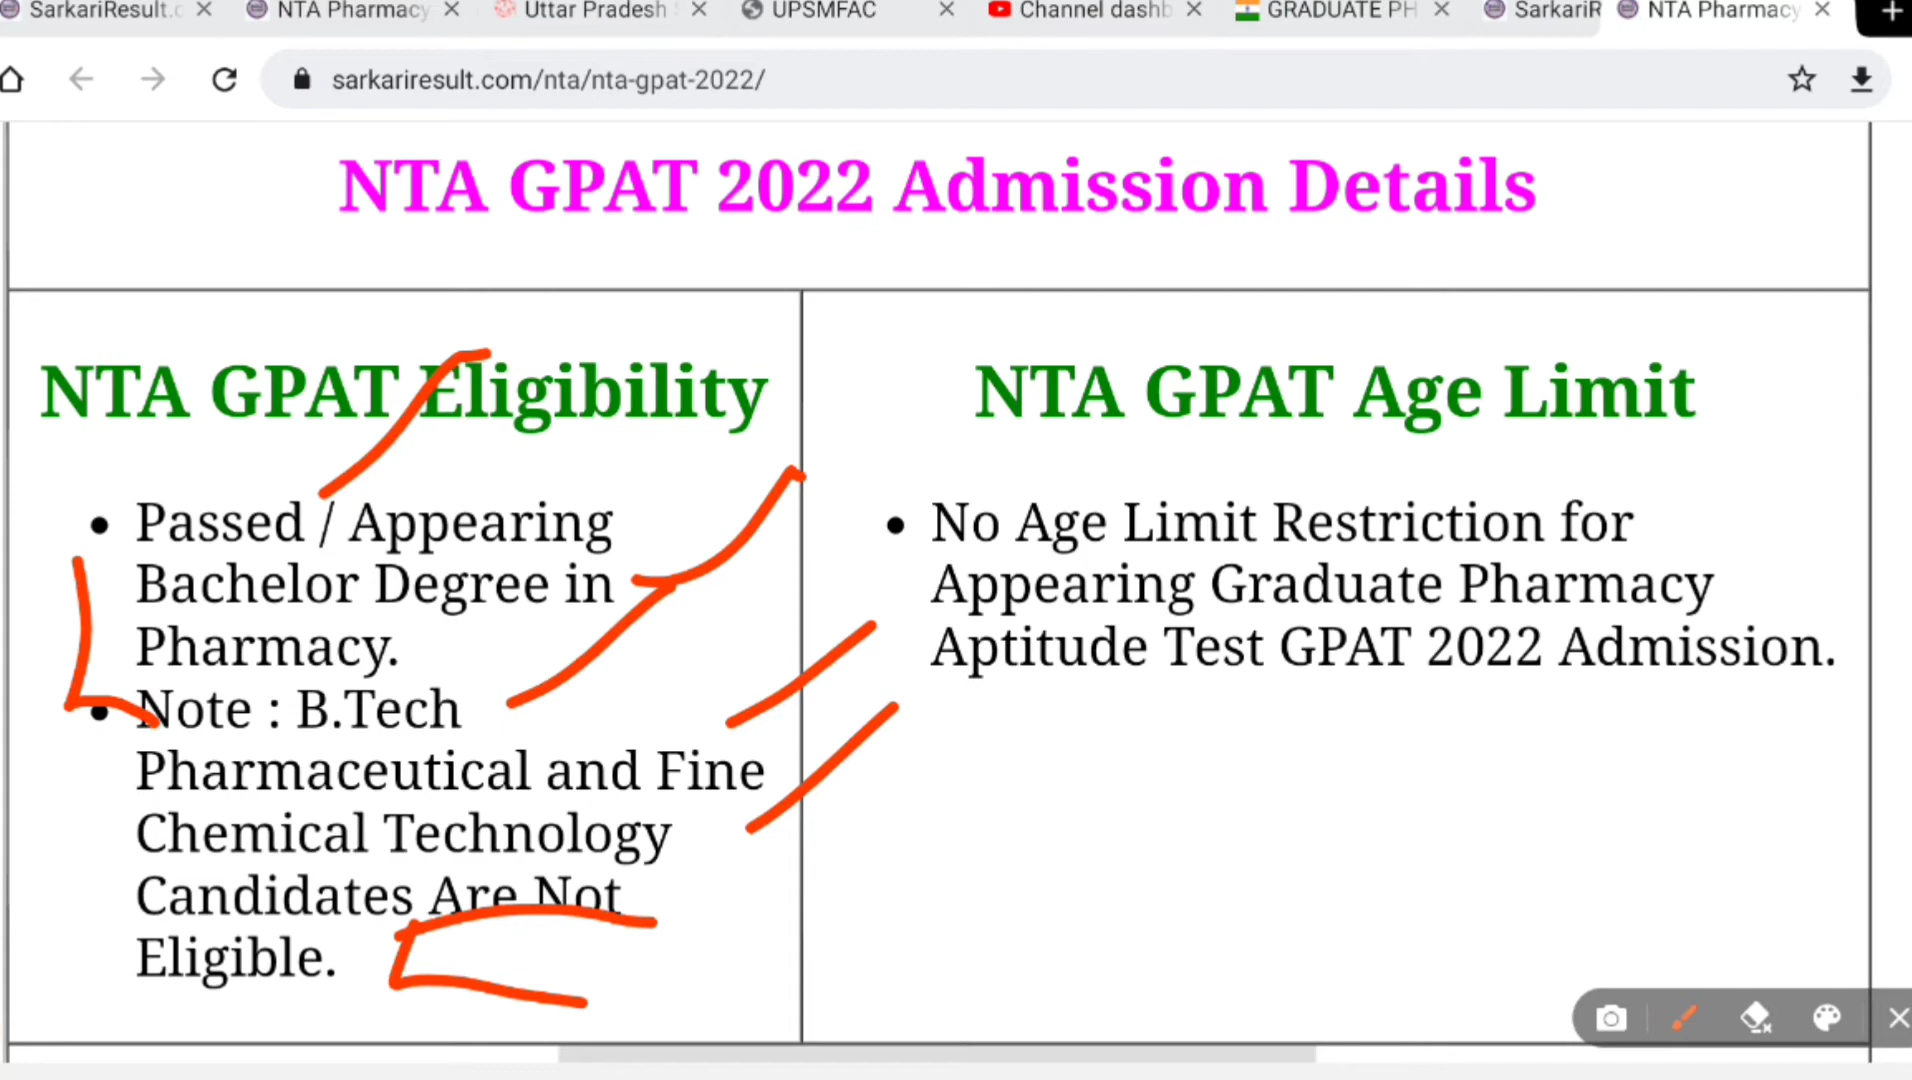 SarkariResult.c
NTA Pharmacy
Uttar Pradesh
UPSMFAC
Channel dashb
GRADUATE PH
SarkariR
NTA Pharmacy
sarkariresult.com/nta/nta-gpat-2022/
NTA GPAT 2022 Admission Details
NTA GPAT Eligibility
Passed / Appearing
Bachelor Degree in
Pharmacy.
Note : B.Tech
Pharmaceutical and Fine
Chemical Technology
Candidates Are Not
Eligible.
NTA GPAT Age Limit
No Age Limit Restriction for
Appearing Graduate Pharmacy
Aptitude Test GPAT 2022 Admission.